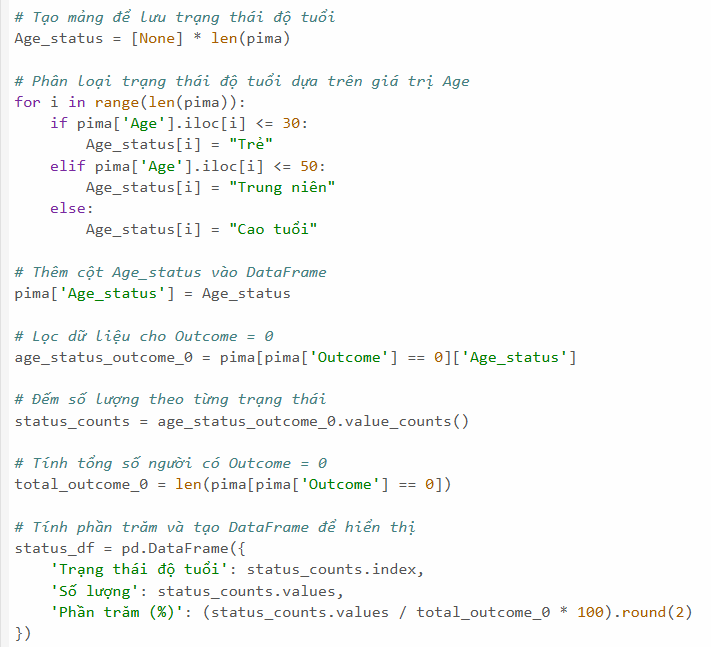 # Tạo mảng để lưu trạng thái độ tuổi
Age_status = [None] * len(pima)

# Phân loại trạng thái độ tuổi dựa trên giá trị Age
for i in range(len(pima)):
    if pima['Age'].iloc[i] <= 30:
        Age_status[i] = "Trẻ"
    elif pima['Age'].iloc[i] <= 50:
        Age_status[i] = "Trung niên"
    else:
        Age_status[i] = "Cao tuổi"

# Thêm cột Age_status vào DataFrame
pima['Age_status'] = Age_status

# Lọc dữ liệu cho Outcome = 0
age_status_outcome_0 = pima[pima['Outcome'] == 0]['Age_status']

# Đếm số lượng theo từng trạng thái
status_counts = age_status_outcome_0.value_counts()

# Tính tổng số người có Outcome = 0
total_outcome_0 = len(pima[pima['Outcome'] == 0])

# Tính phần trăm và tạo DataFrame để hiển thị
status_df = pd.DataFrame({
    'Trạng thái độ tuổi': status_counts.index,
    'Số lượng': status_counts.values,
    'Phần trăm (%)': (status_counts.values / total_outcome_0 * 100).round(2)
})